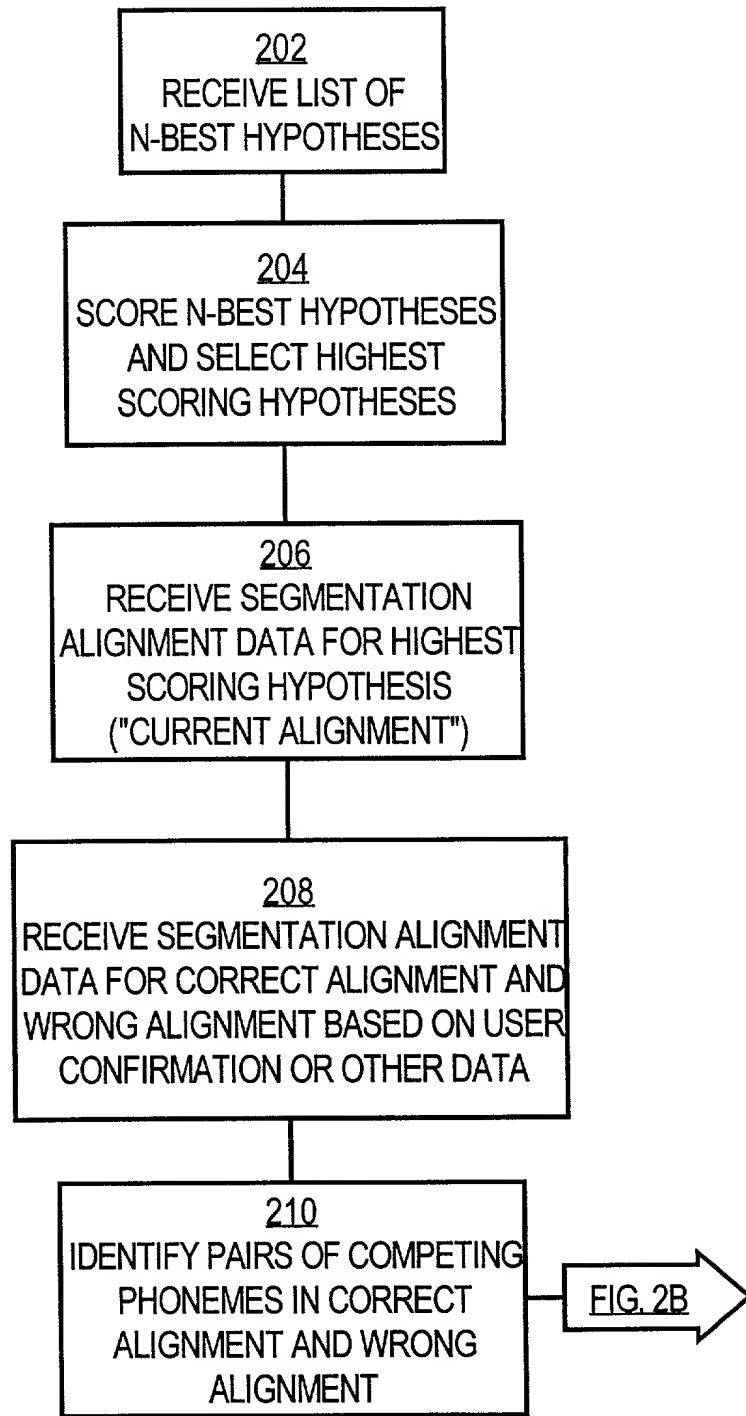 202
RECEIVE LIST OF
N-BEST HYPOTHESES
204
SCORE N-BEST HYPOTHESES
AND SELECT HIGHEST
SCORING HYPOTHESES
206
RECEIVE SEGMENTATION
ALIGNMENT DATA FOR HIGHEST
SCORING HYPOTHESIS
("CURRENT ALIGNMENT")
208
RECEIVE SEGMENTATION ALIGNMENT
DATA FOR CORRECT ALIGNMENT AND
WRONG ALIGNMENT BASED ON USER
CONFIRMATION OR OTHER DATA
210
IDENTIFY PAIRS OF COMPETING
PHONEMES IN CORRECT
ALIGNMENT AND WRONG
ALIGNMENT
FIG. 2B